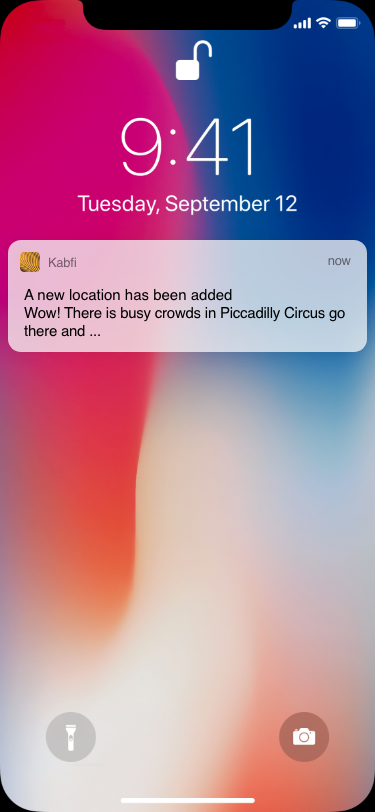 9:41
Tuesday, September 12
Kabfi
now
A new location has been added
Wow! There is busy crowds in Piccadilly Circus go
there and ...